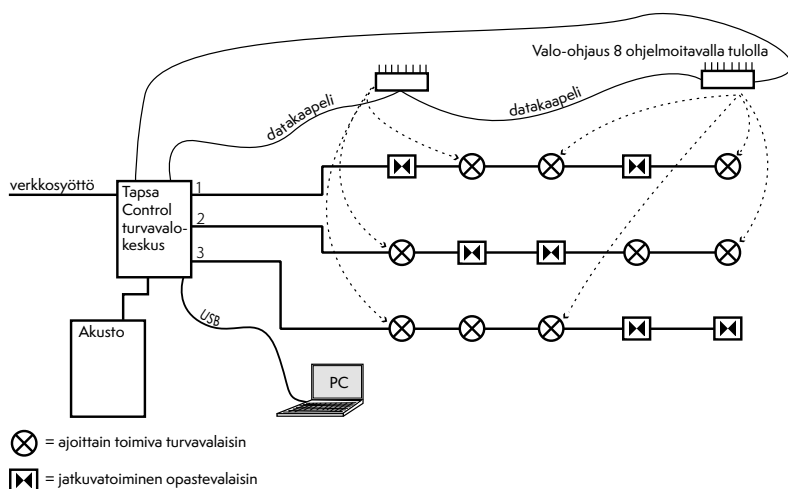 Valo-ohjaus 8 ohjelmoitavalla tulolla
datakaapeli
datakaapeli
verkkosyöttö
Tapsa
Control
turvavalo-
keskus
1
2
3
USB
Akusto
PC
= ajoittain toimiva turvavalaisin
= jatkuvatoiminen opastevalaisin